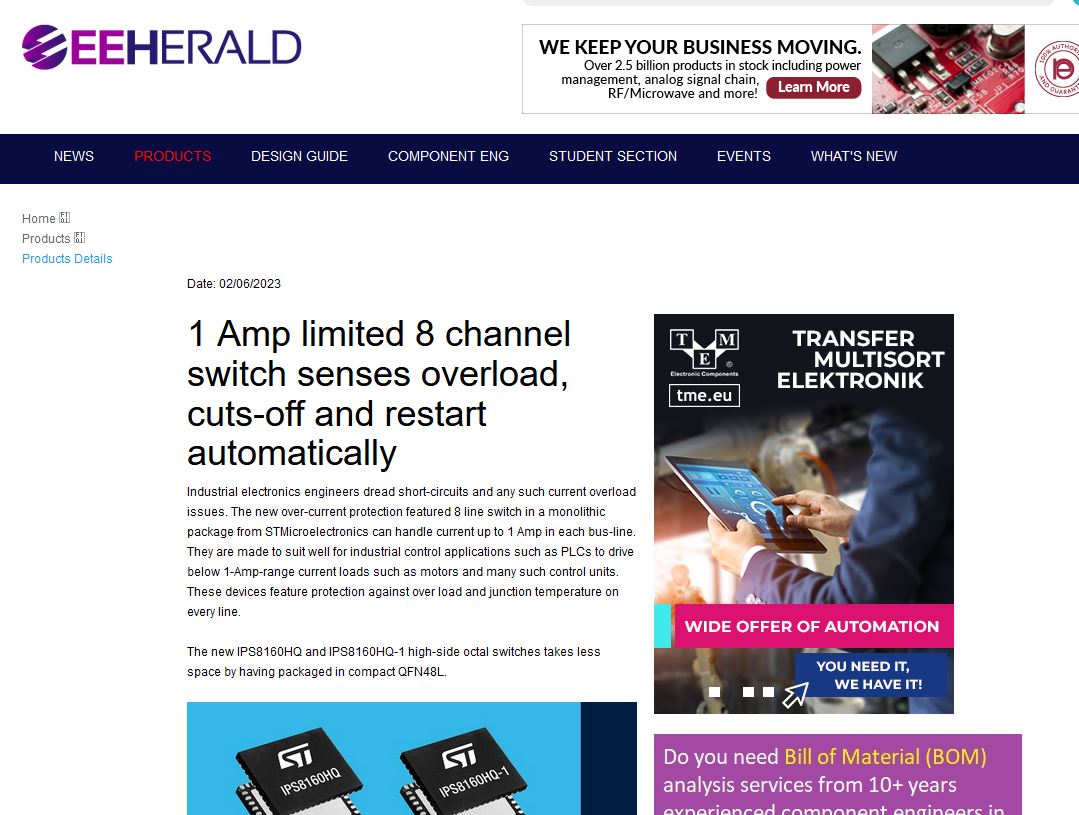 EEHERALD
WE KEEP YOUR BUSINESS MOVING.
Over 2.5 billion products in stock including power
management, analog signal chain,
RF/Microwave and more!
Learn More
NEWS
PRODUCTS
DESIGN GUIDE
COMPONENT ENG
STUDENT SECTION
EVENTS
WHAT'S NEW
Home
Products
Products Details
Date: 02/06/2023
1 Amp limited 8 channel
switch senses overload,
cuts-off and restart
automatically
Industrial electronics engineers dread short-circuits and any such current overload
issues. The new over-current protection featured 8 line switch in a monolithic
package from STMicroelectronics can handle current up to 1 Amp in each bus-line.
They are made to suit well for industrial control applications such as PLCs to drive
below 1-Amp-range current loads such as motors and many such control units.
These devices feature protection against over load and junction temperature on
every line.
The new IPS8160HQ and IPS8160HQ-1 high-side octal switches takes less
space by having packaged in compact QFN48L.
ST
IPS8160HQ
ST
IPS8160HQ-1
TME
Electronic Components
tme.eu
TRANSFER
MULTISORT
ELEKTRONIK
WIDE OFFER OF AUTOMATION
YOU NEED IT,
WE HAVE IT!
Do you need Bill of Material (BOM)
analysis services from 10+ years
experienced component engineers in